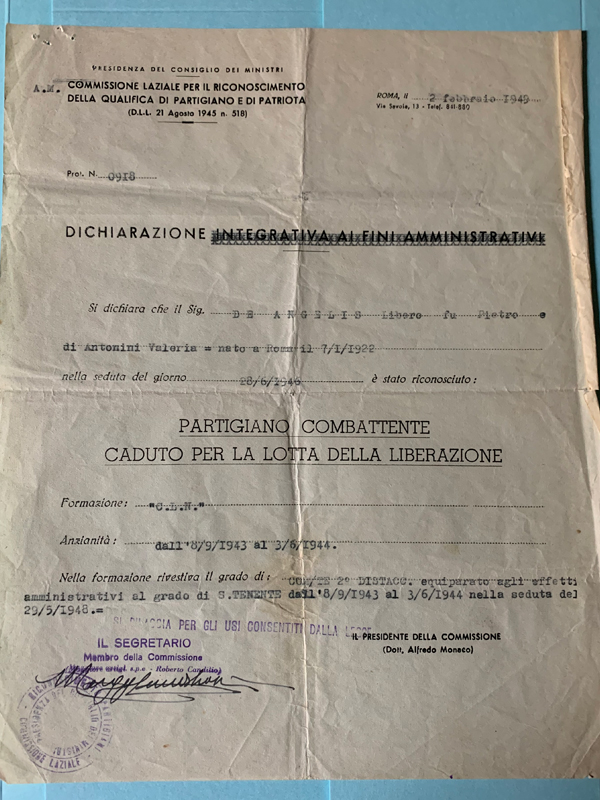 PRESIDENZA DEL CONSIGLIO DEI MINISTRI
A.M. COMMISSIONE LAZIALE PER IL RICONOSCIMENTO
DELLA QUALIFICA DI PARTIGIANO E DI PATRIOTA
(D.L.L. 21 Agosto 1945 n. 518)
ROMA, il 2 febbraio 1949
Via Savoia, 13 - Telef. 811-880
Prot. N. 0918
DICHIARAZIONE INTEGRATIVA AI FINI AMMINISTRATIVI
Si dichiara che il Sig. DE ANGELIS Libero fu Pietro e
di Antonini Valeria = nato a Roma il 7/1/1922
nella seduta del giorno 28/6/1946 è stato riconosciuto:
PARTIGIANO COMBATTENTE
CADUTO PER LA LOTTA DELLA LIBERAZIONE
Formazione: "C.L.N."
Anzianità: dall'8/9/1943 al 3/6/1944.
Nella formazione rivestiva il grado di: COM/TE 2° DISTACC. equiparato agli effetti
amministrativi al grado di S.TENENTE dall'8/9/1943 al 3/6/1944 nella seduta del
29/5/1948.=
SI RILASCIA PER GLI USI CONSENTITI DALLA LEGGE
IL PRESIDENTE DELLA COMMISSIONE
(Dott. Alfredo Monaco)
IL SEGRETARIO
Membro della Commissione
s.p.e - Roberto
COMMISSIONE LAZIALE